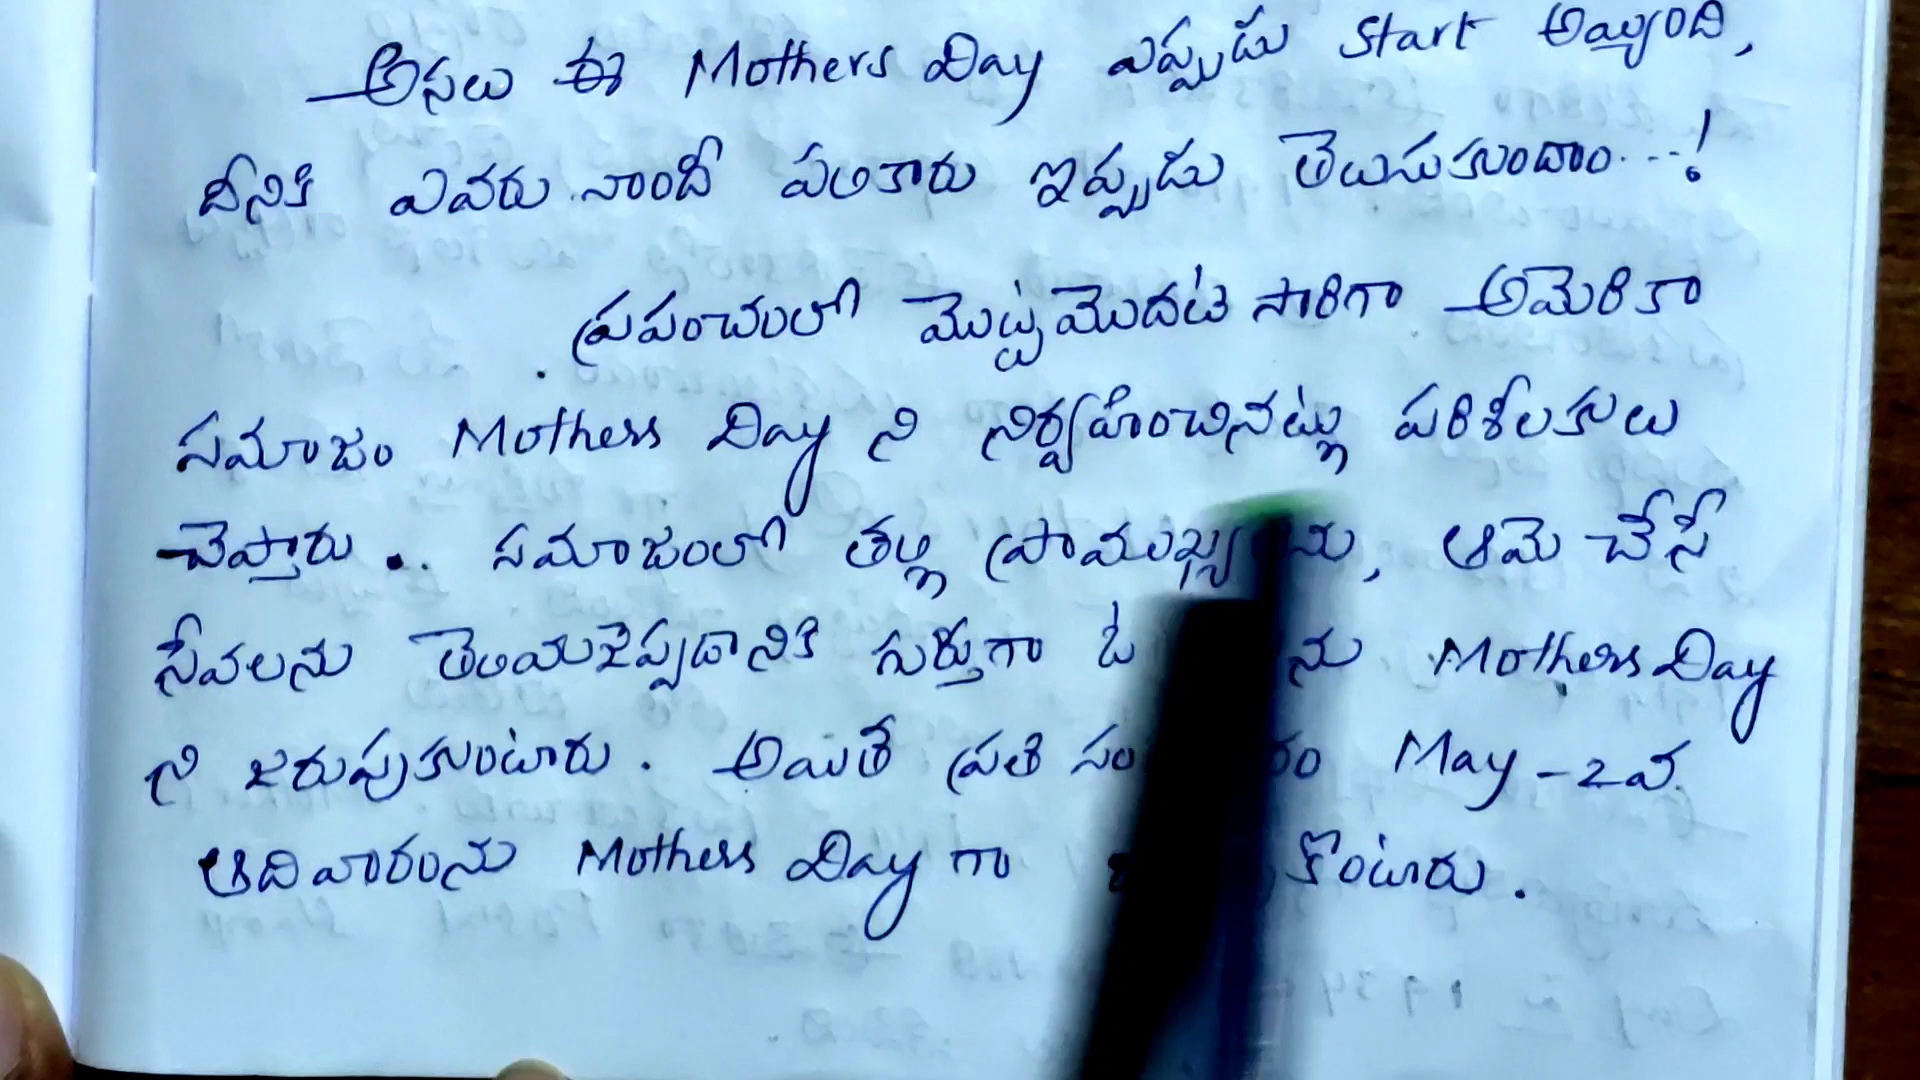 అసలు ఈ Mothers Day ఎప్పుడు Start అయ్యింది,
దీనికి ఎవరు నాందీ పలికారు ఇప్పుడు తెలుసుకుందాం...!
ప్రపంచంలో మొట్టమొదట సారిగా అమెరికా
సమాజం Mothers Day ని నిర్వహించినట్లు పరిశీలకులు
చెప్తారు .. సమాజంలో తల్లి ఆమె చేసే
సేవలను తెలియజెప్పడానికి గుర్తుగా ఓ ను Mothers Day
ని జరుపుకుంటారు . అయితే ప్రతి May - 2వ
ఆదివారంను Mothers Day గా